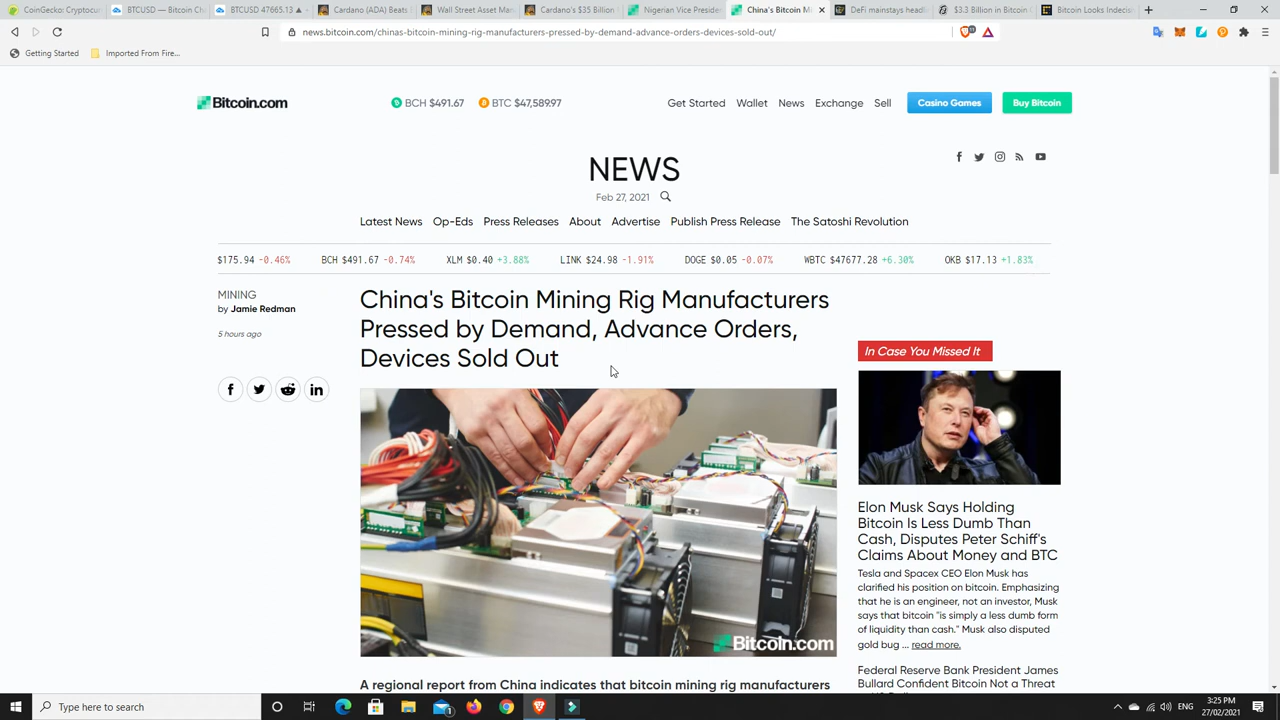 CoinGecko: Cryptocur
BTCUSD — Bitcoin Ch
BTCUSD 47665.13
Cardano (ADA) Beats
Wall Street Asset Mar
Cardano's $35 Billion
Nigerian Vice Preside
China's Bitcoin M
DeFi mainstays headl
$3.3 Billion in Bitcoin
Bitcoin Looks Indecis
news.bitcoin.com/chinas-bitcoin-mining-rig-manufacturers-pressed-by-demand-advance-orders-devices-sold-out/
Getting Started Imported From Fire...
Bitcoin.com
BCH $491.67 BTC $47,589.97
Get Started Wallet News Exchange Sell Casino Games Buy Bitcoin
NEWS
Feb 27, 2021
Latest News Op-Eds Press Releases About Advertise Publish Press Release The Satoshi Revolution
$175.94 -0.46% BCH $491.67 -0.74% XLM $0.40 +3.88% LINK $24.98 -1.91% DOGE $0.05 -0.07% WBTC $47677.28 +6.30% OKB $17.13 +1.83%
MINING
by Jamie Redman
5 hours ago
China's Bitcoin Mining Rig Manufacturers
Pressed by Demand, Advance Orders,
Devices Sold Out
Bitcoin.com
A regional report from China indicates that bitcoin mining rig manufacturers
In Case You Missed It
Elon Musk Says Holding
Bitcoin Is Less Dumb Than
Cash, Disputes Peter Schiff's
Claims About Money and BTC
Tesla and Spacex CEO Elon Musk has
clarified his position on bitcoin. Emphasizing
that he is an engineer, not an investor, Musk
says that bitcoin "is simply a less dumb form
of liquidity than cash." Musk also disputed
gold bug ... read more.
Federal Reserve Bank President James
Bullard Confident Bitcoin Not a Threat
Type here to search
ENG
3:25 PM
27/02/2021